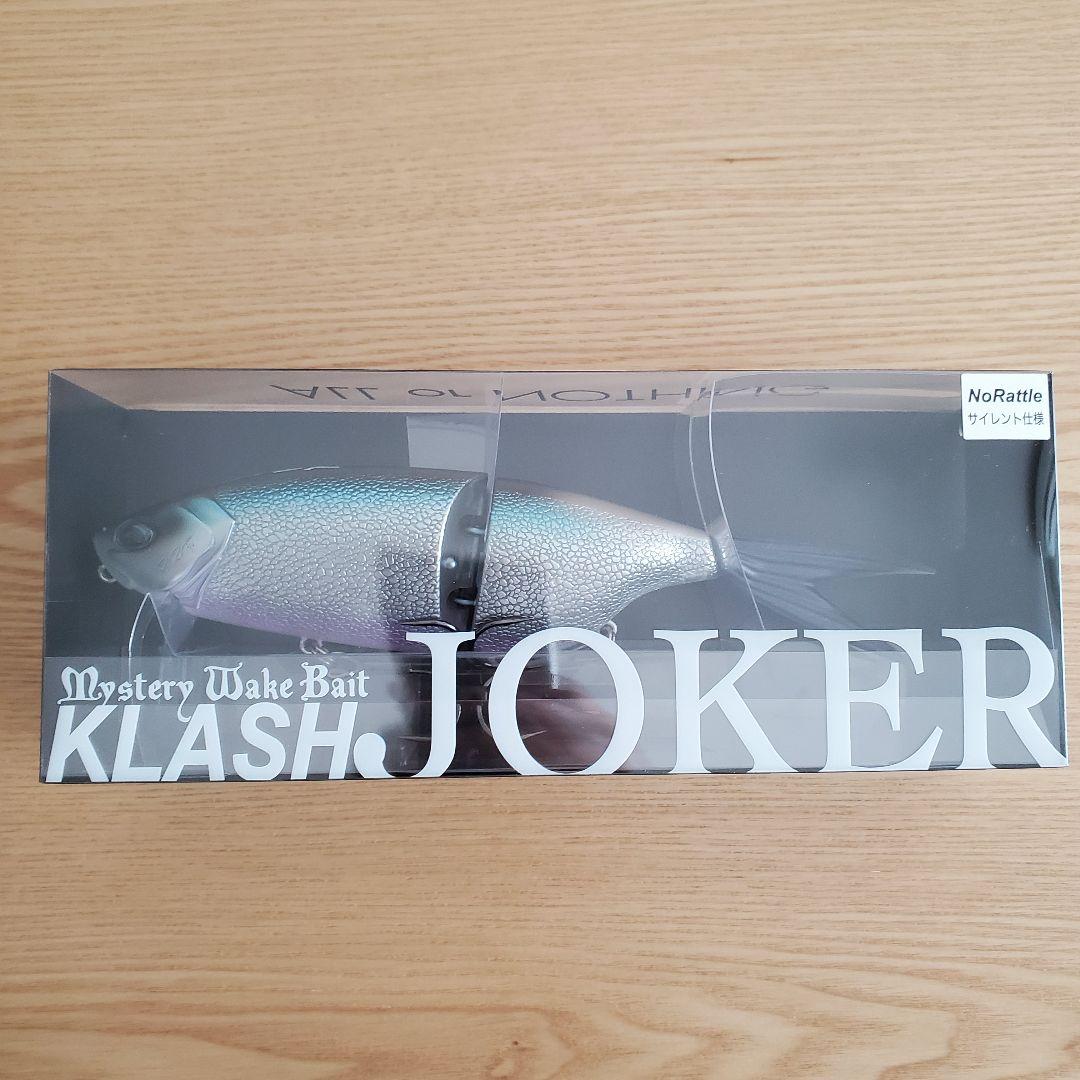 ALL or NOTHING
NoRattle
サイレント仕様
Mystery Wake Bait
KLASH JOKER